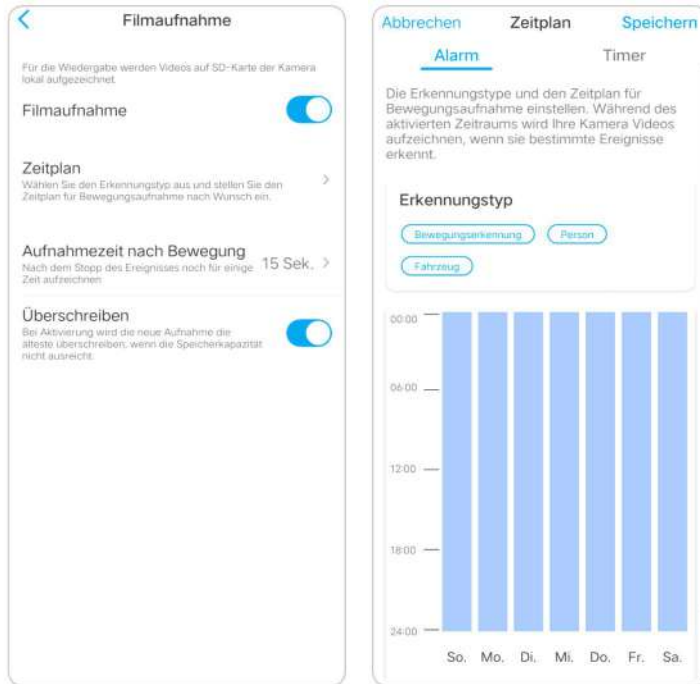 Filmaufnahme
Für die Wiedergabe werden Videos auf SD-Karte der Kamera
lokal aufgezeichnet.
Filmaufnahme
Zeitplan
Wählen Sie den Erkennungstyp aus und stellen Sie den
Zeitplan für Bewegungsaufnahme nach Wunsch ein.
Aufnahmezeit nach Bewegung
Nach dem Stopp des Ereignisses noch für einige
Zeit aufzeichnen
15 Sek.
Überschreiben
Bei Aktivierung wird die neue Aufnahme die
älteste überschreiben, wenn die Speicherkapazität
nicht ausreicht.
Abbrechen Zeitplan Speichern
Alarm Timer
Die Erkennungstype und den Zeitplan für
Bewegungsaufnahme einstellen. Während des
aktivierten Zeitraums wird Ihre Kamera Videos
aufzeichnen, wenn sie bestimmte Ereignisse
erkennt.
Erkennungstyp
Bewegungserkennung Person
Fahrzeug
00:00
06:00
12:00
18:00
24:00
So. Mo. Di. Mi. Do. Fr. Sa.